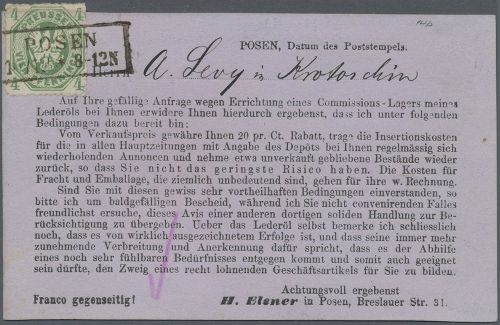 PREUSSEN
POSEN
8-12N
POSEN, Datum des Poststempels.
A. Levy in Krotoschin
Auf Ihre gefällige Anfrage wegen Errichtung eines Commissions-Lagers meines
Lederöls bei Ihnen erwidere Ihnen hierdurch ergebenst, dass ich unter folgenden
Bedingungen dazu bereit bin:
Vom Verkaufspreis gewähre Ihnen 20 pr. Ct. Rabatt, trage die Insertionskosten
für die in allen Hauptzeitungen mit Angabe des Depôts bei Ihnen regelmässig sich
wiederholenden Annoncen und nehme etwa unverkauft gebliebene Bestände wieder
zurück, so dass Sie nicht das geringste Risico haben. Die Kosten für
Fracht und Emballage, die ziemlich unbedeutend sind, gehen für ihre w. Rechnung.
Sind Sie mit diesen gewiss sehr vortheilhaften Bedingungen einverstanden, so
bitte ich um baldgefälligen Bescheid, während ich Sie nicht convenirenden Falles
freundlichst ersuche, dieses Avis einer anderen dortigen soliden Handlung zur Be-
rücksichtigung zu übergeben. Ueber das Lederöl selbst bemerke ich schliesslich
noch, dass es von wirklich ausgezeichnetem Erfolge ist, und dass seine immer mehr
zunehmende Verbreitung und Anerkennung dafür spricht, dass es der Abhilfe
eines noch sehr fühlbaren Bedürfnisses entgegen kommt und somit auch geeignet
sein dürfte, den Zweig eines recht lohnenden Geschäftsartikels für Sie zu bilden.
Achtungsvoll ergebenst
Franco gegenseitig!
H. Elsner in Posen, Breslauer Str. 31.